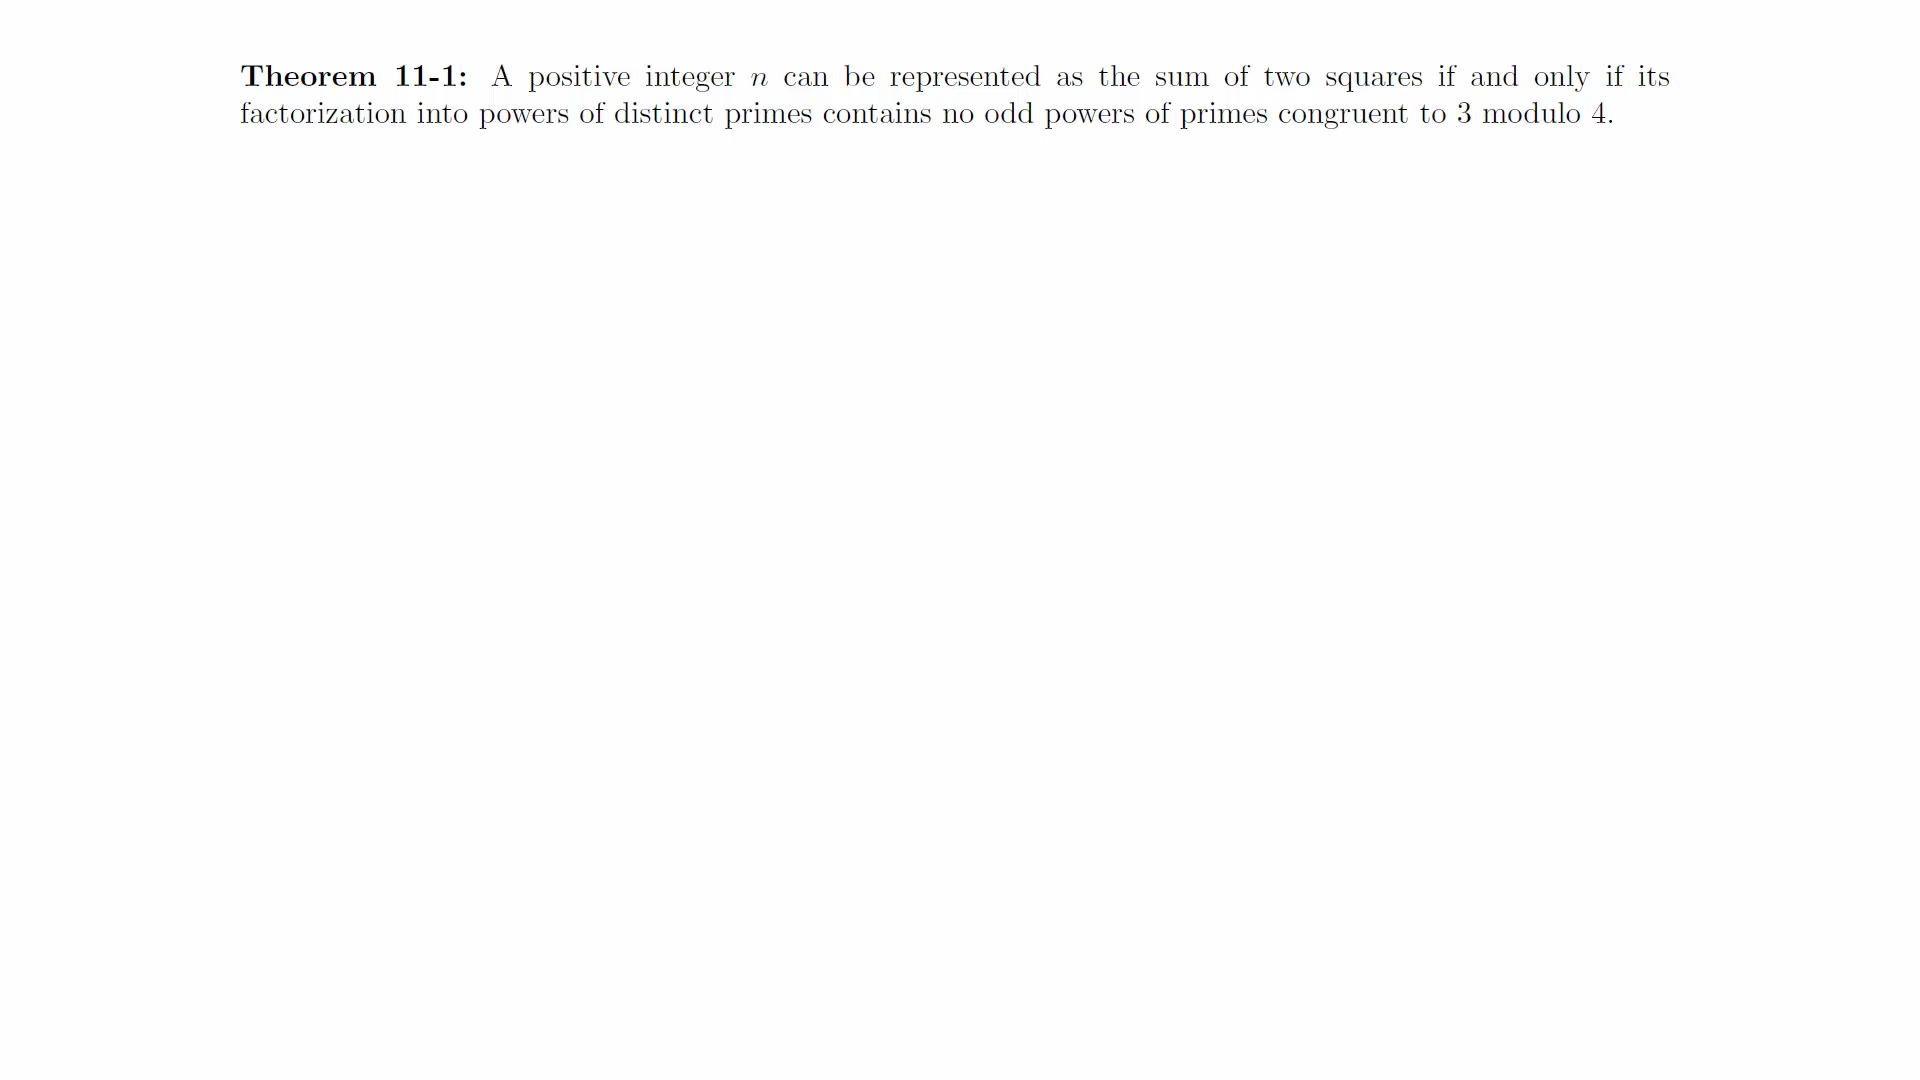 Theorem 11-1: A positive integer n can be represented as the sum of two squares if and only if its
factorization into powers of distinct primes contains no odd powers of primes congruent to 3 modulo 4.